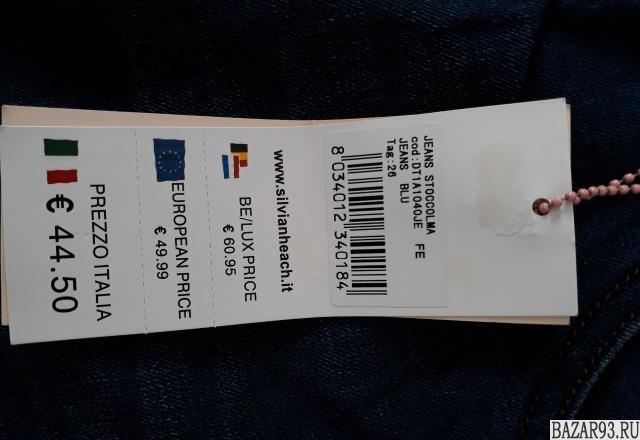 JEANS STOCCOLMA
cod:DT1A1040JE FE
JEANS BLU
Tag:26
8 034012 340184
www.silvianheach.it
BE/LUX PRICE
€ 60.95
EUROPEAN PRICE
€ 49.99
PREZZO ITALIA
€ 44.50
BAZAR93.RU